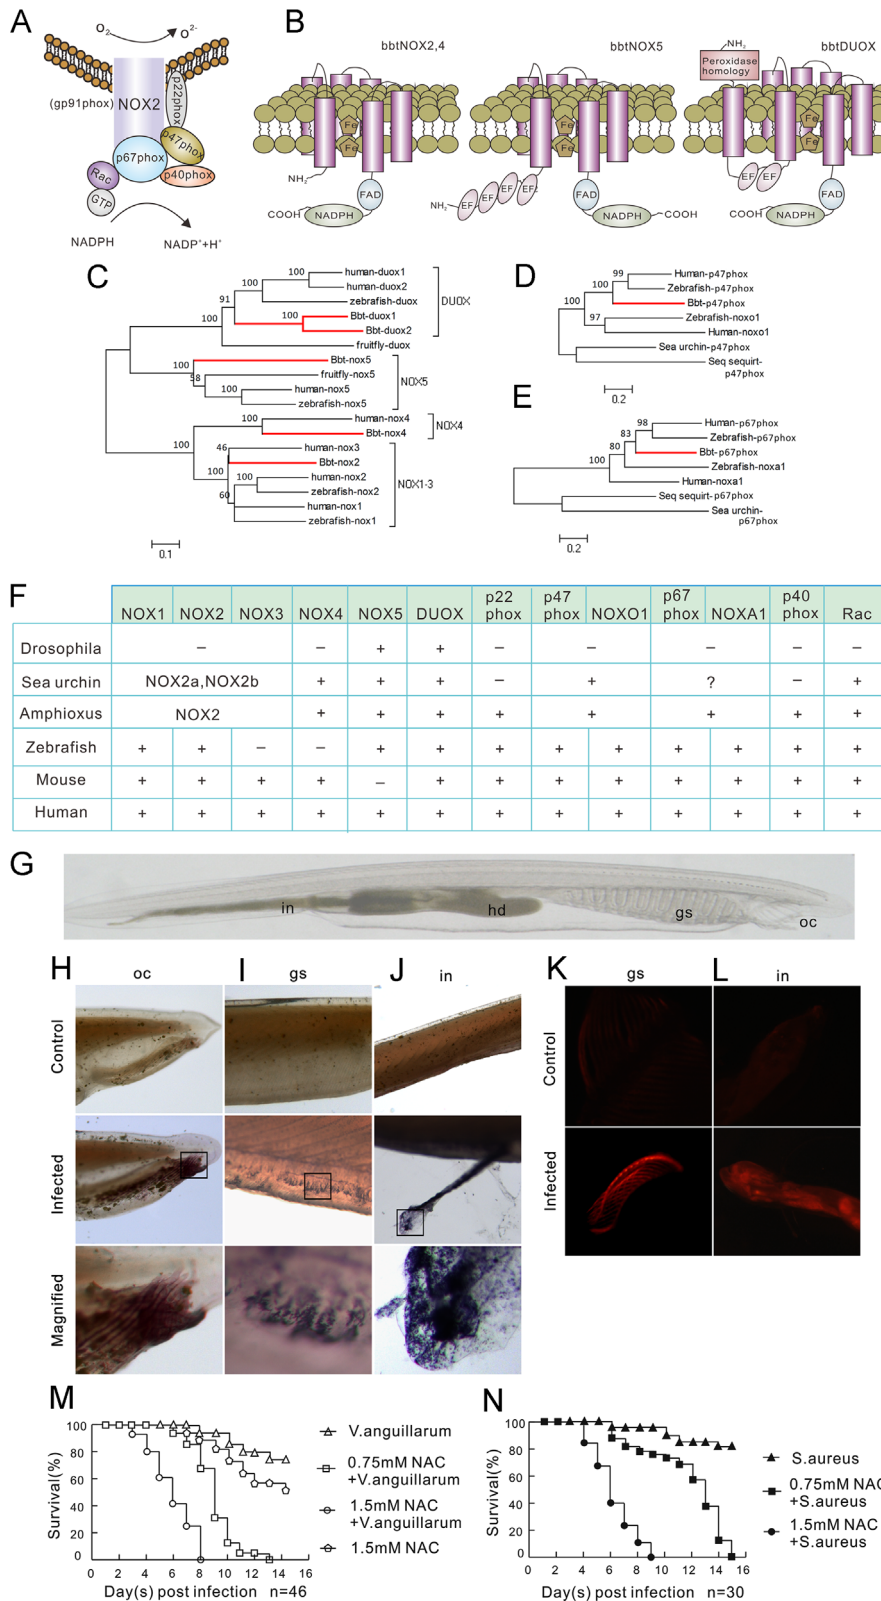 A
O₂
O²⁻
(gp91phox)
NOX2
p22phox
p47phox
p67phox
p40phox
Rac
GTP
NADPH
NADP⁺+H⁺
B
bbtNOX2,4
bbtNOX5
bbtDUOX
NH₂
Peroxidase
homology
Fe
Fe
Fe
Fe
Fe
Fe
NH₂
FAD
COOH
NADPH
NH₂
EF
EF
EF
EF
FAD
NADPH
COOH
EF
EF
FAD
COOH
NADPH
C
human-duox1
human-duox2
zebrafish-duox
Bbt-duox1
Bbt-duox2
fruitfly-duox
Bbt-nox5
fruitfly-nox5
human-nox5
zebrafish-nox5
human-nox4
Bbt-nox4
human-nox3
Bbt-nox2
human-nox2
zebrafish-nox2
human-nox1
zebrafish-nox1
DUOX
NOX5
NOX4
NOX1-3
100
100
91
100
100
100
58
100
100
100
46
100
100
60
0.1
D
99
100
100
97
Human-p47phox
Zebrafish-p47phox
Bbt-p47phox
Zebrafish-noxo1
Human-noxo1
Sea urchin-p47phox
Seq sequirt-
p47phox
0.2
E
98
83
80
100
Human-p67phox
Zebrafish-p67phox
Bbt-p67phox
Zebrafish-noxa1
Human-noxa1
Seq sequirt-p67phox
Sea urchin-
p67phox
0.2
F
NOX1 NOX2 NOX3 NOX4 NOX5 DUOX p22 phox p47 phox NOXO1 p67 phox NOXA1 p40 phox Rac
Drosophila – – + + – – – – –
Sea urchin NOX2a,NOX2b + + + – + ? – +
Amphioxus NOX2 + + + + + + + +
Zebrafish + + – – + + + + + + + + +
Mouse + + + + – + + + + + + + +
Human + + + + + + + + + + + + +
G
in
hd
gs
oc
H
oc
I
gs
J
in
K
gs
L
in
Control
Infected
Magnified
Control
Infected
M
Survival(%)
100
80
60
40
20
0
0 2 4 6 8 10 12 14 16
Day(s) post infection n=46
V.anguillarum
0.75mM NAC
+V.anguillarum
1.5mM NAC
+V.anguillarum
1.5mM NAC
N
Survival(%)
100
80
60
40
20
0
0 2 4 6 8 10 12 14 16
Day(s) post infection n=30
S.aureus
0.75mM NAC
+S.aureus
1.5mM NAC
+S.aureus